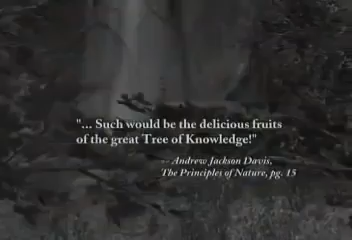 "... Such would be the delicious fruits
of the great Tree of Knowledge!"
-- Andrew Jackson Davis,
The Principles of Nature, pg. 15